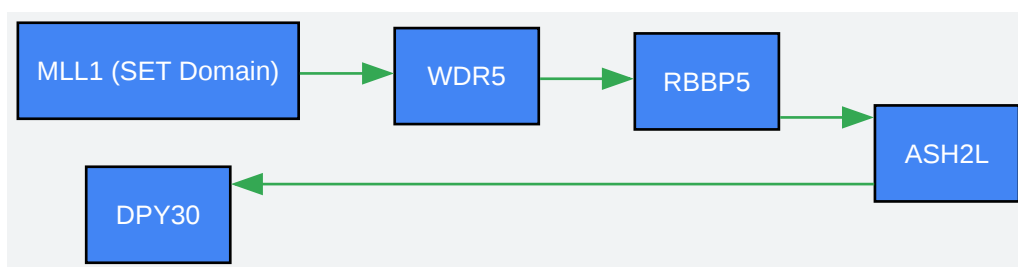 MLL1 (SET Domain)
WDR5
RBBP5
ASH2L
DPY30